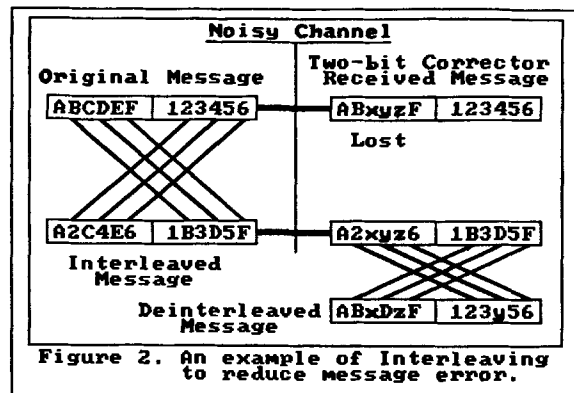 Noisy Channel
Two-bit Corrector
Original Message Received Message
ABCDEF 123456 ABxyzF 123456
Lost
A2C4E6 1B3D5F A2xyz6 1B3D5F
Interleaved
Message
Deinterleaved ABxDzF 123y56
Message
Figure 2. An example of Interleaving
to reduce message error.